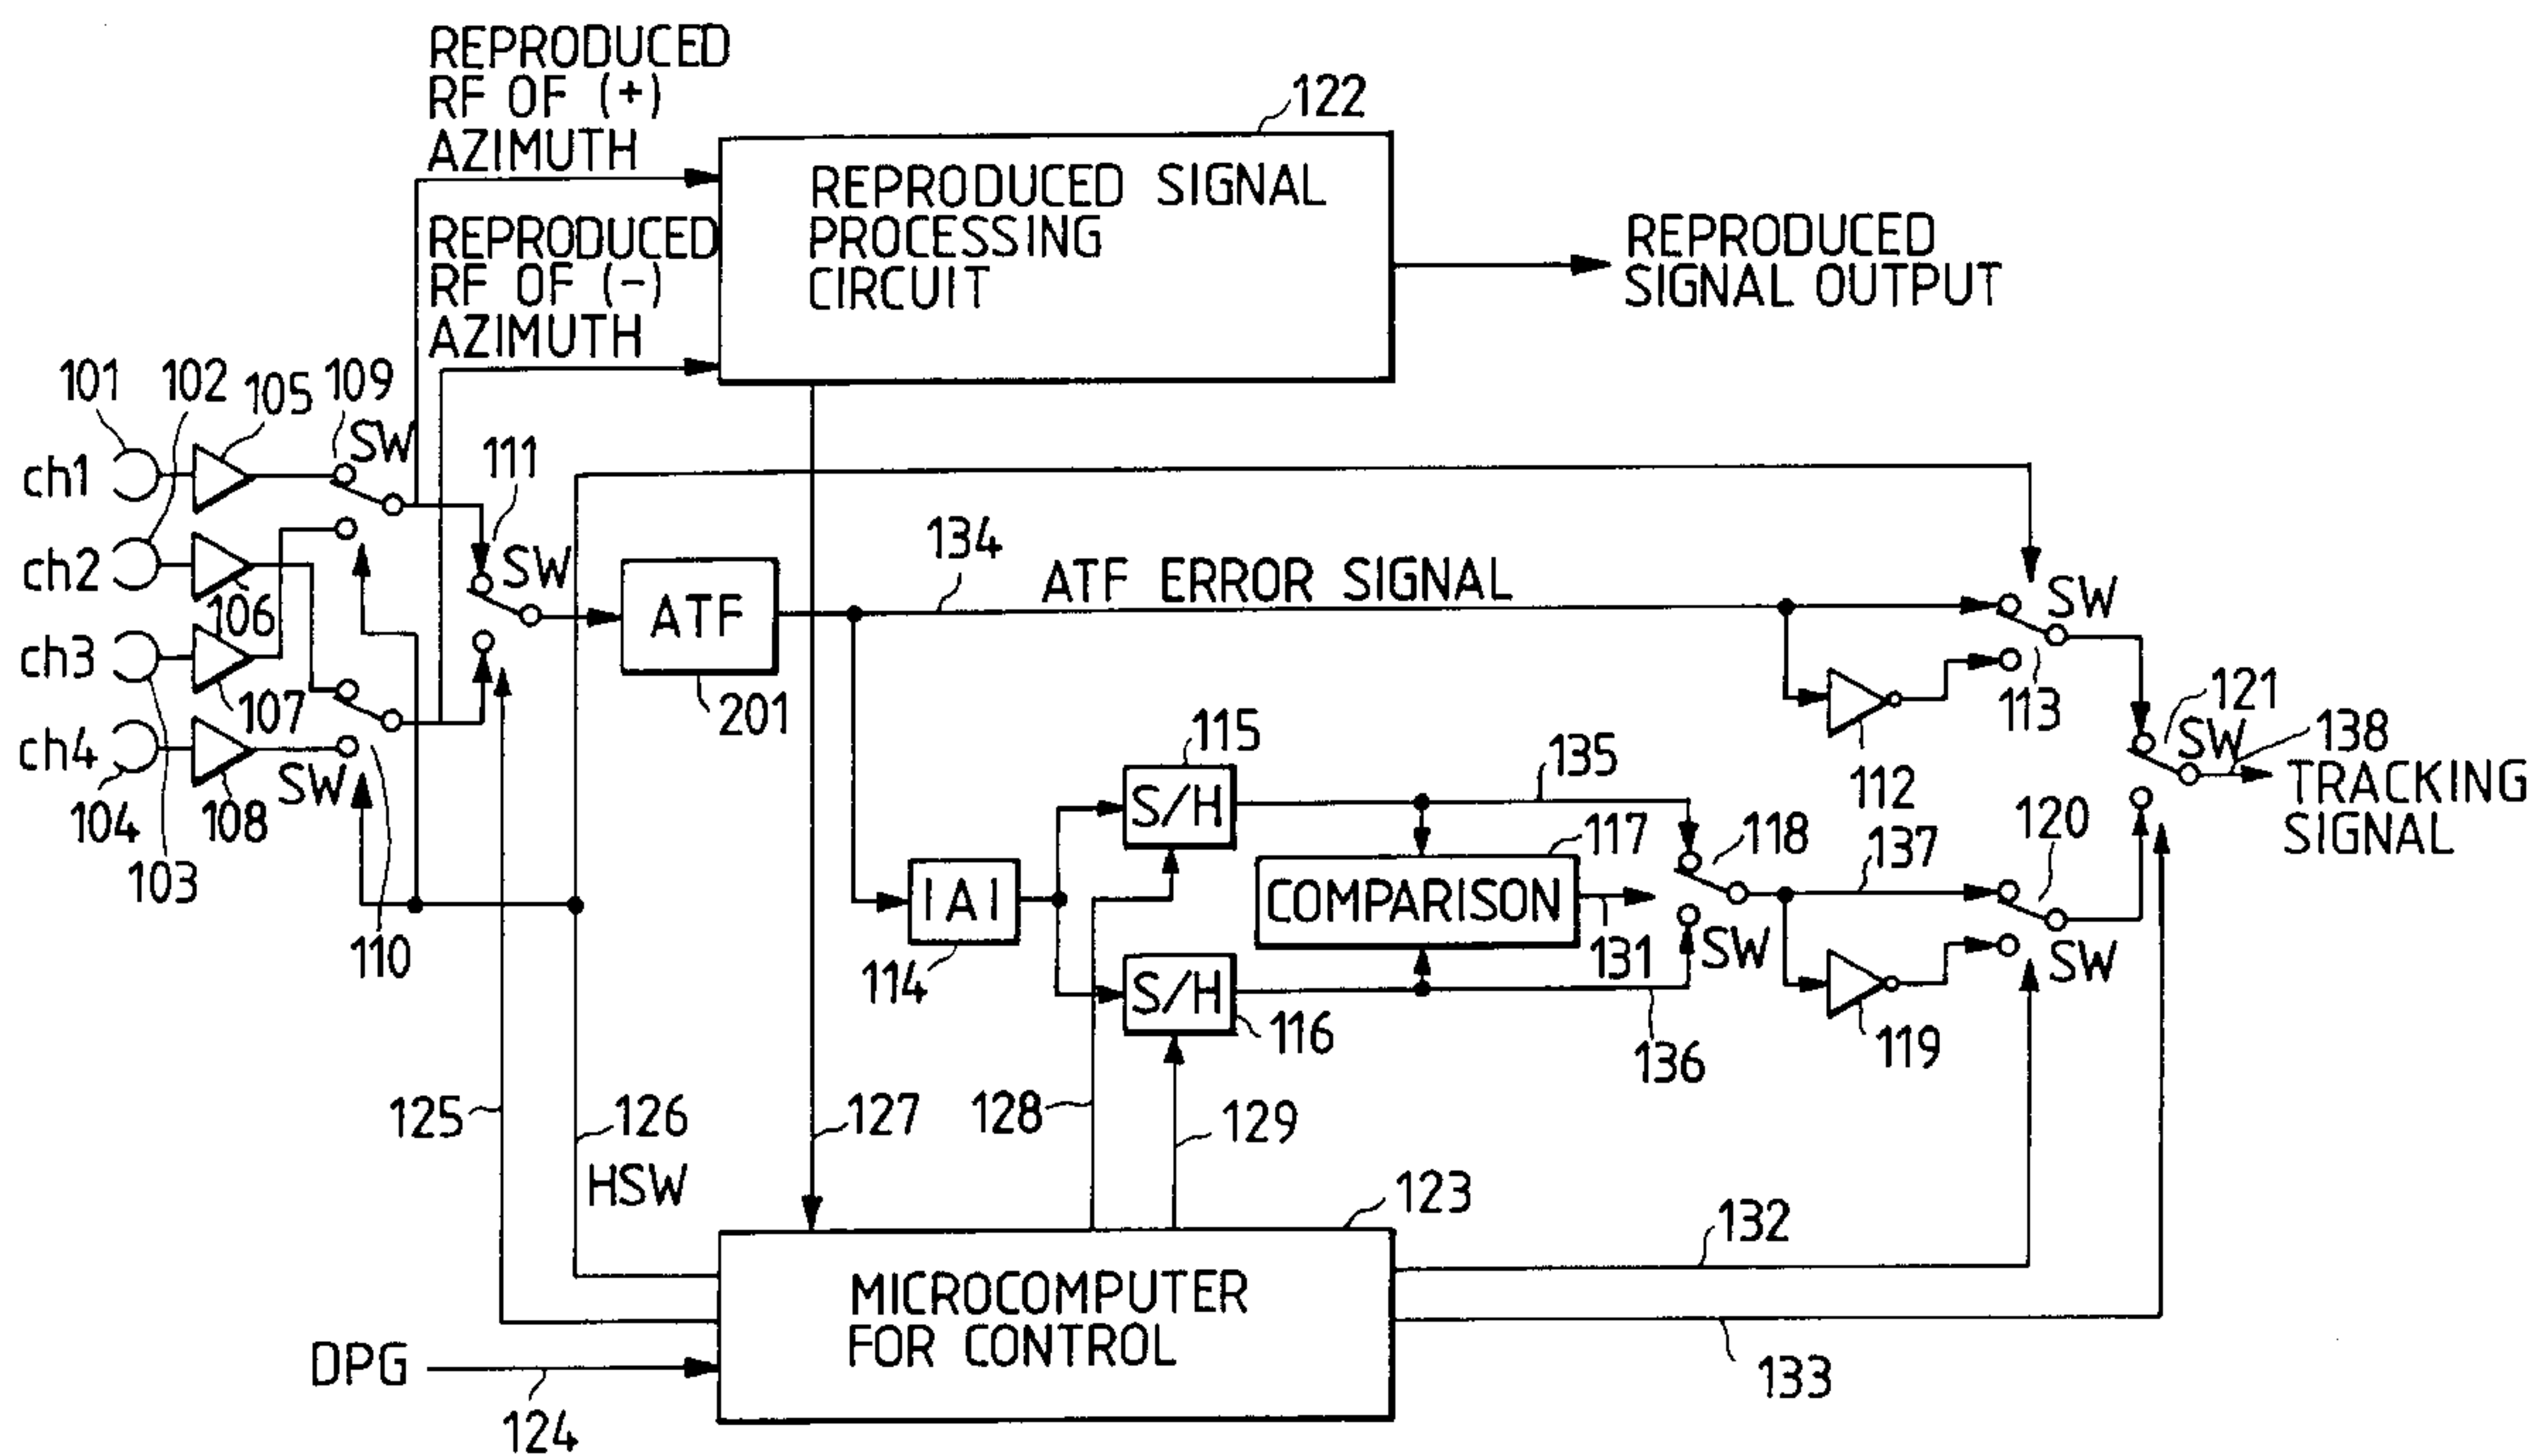 REPRODUCED
RF OF (+)
AZIMUTH
122
REPRODUCED SIGNAL
PROCESSING
CIRCUIT
REPRODUCED
RF OF (-)
AZIMUTH
REPRODUCED
SIGNAL OUTPUT
101
102
105
109
SW
111
ch1
ch2
ch3
ch4
106
107
108
104
103
SW
110
SW
ATF
201
134
ATF ERROR SIGNAL
SW
113
112
121
SW
138
TRACKING
SIGNAL
115
S/H
135
117
118
137
120
|A|
114
COMPARISON
131
SW
SW
S/H
116
136
119
125
126
HSW
127
128
129
123
132
MICROCOMPUTER
FOR CONTROL
133
DPG
124